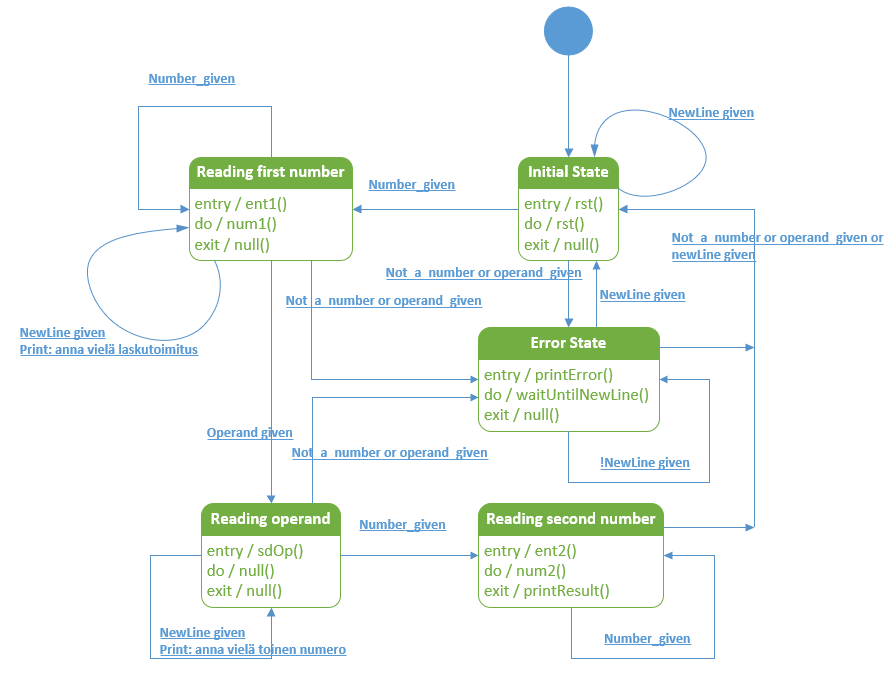 Number_given
NewLine given
Reading first number
entry / ent1()
do / num1()
exit / null()
Number_given
Initial State
entry / rst()
do / rst()
exit / null()
Not_a_number or operand_given or
newLine given
Not_a_number or operand_given
NewLine given
Not_a_number or operand_given
NewLine given
Print: anna vielä laskutoimitus
Error State
entry / printError()
do / waitUntilNewLine()
exit / null()
Operand given
Not_a_number or operand_given
!NewLine given
Reading operand
entry / sdOp()
do / null()
exit / null()
Number_given
Reading second number
entry / ent2()
do / num2()
exit / printResult()
NewLine given
Print: anna vielä toinen numero
Number_given